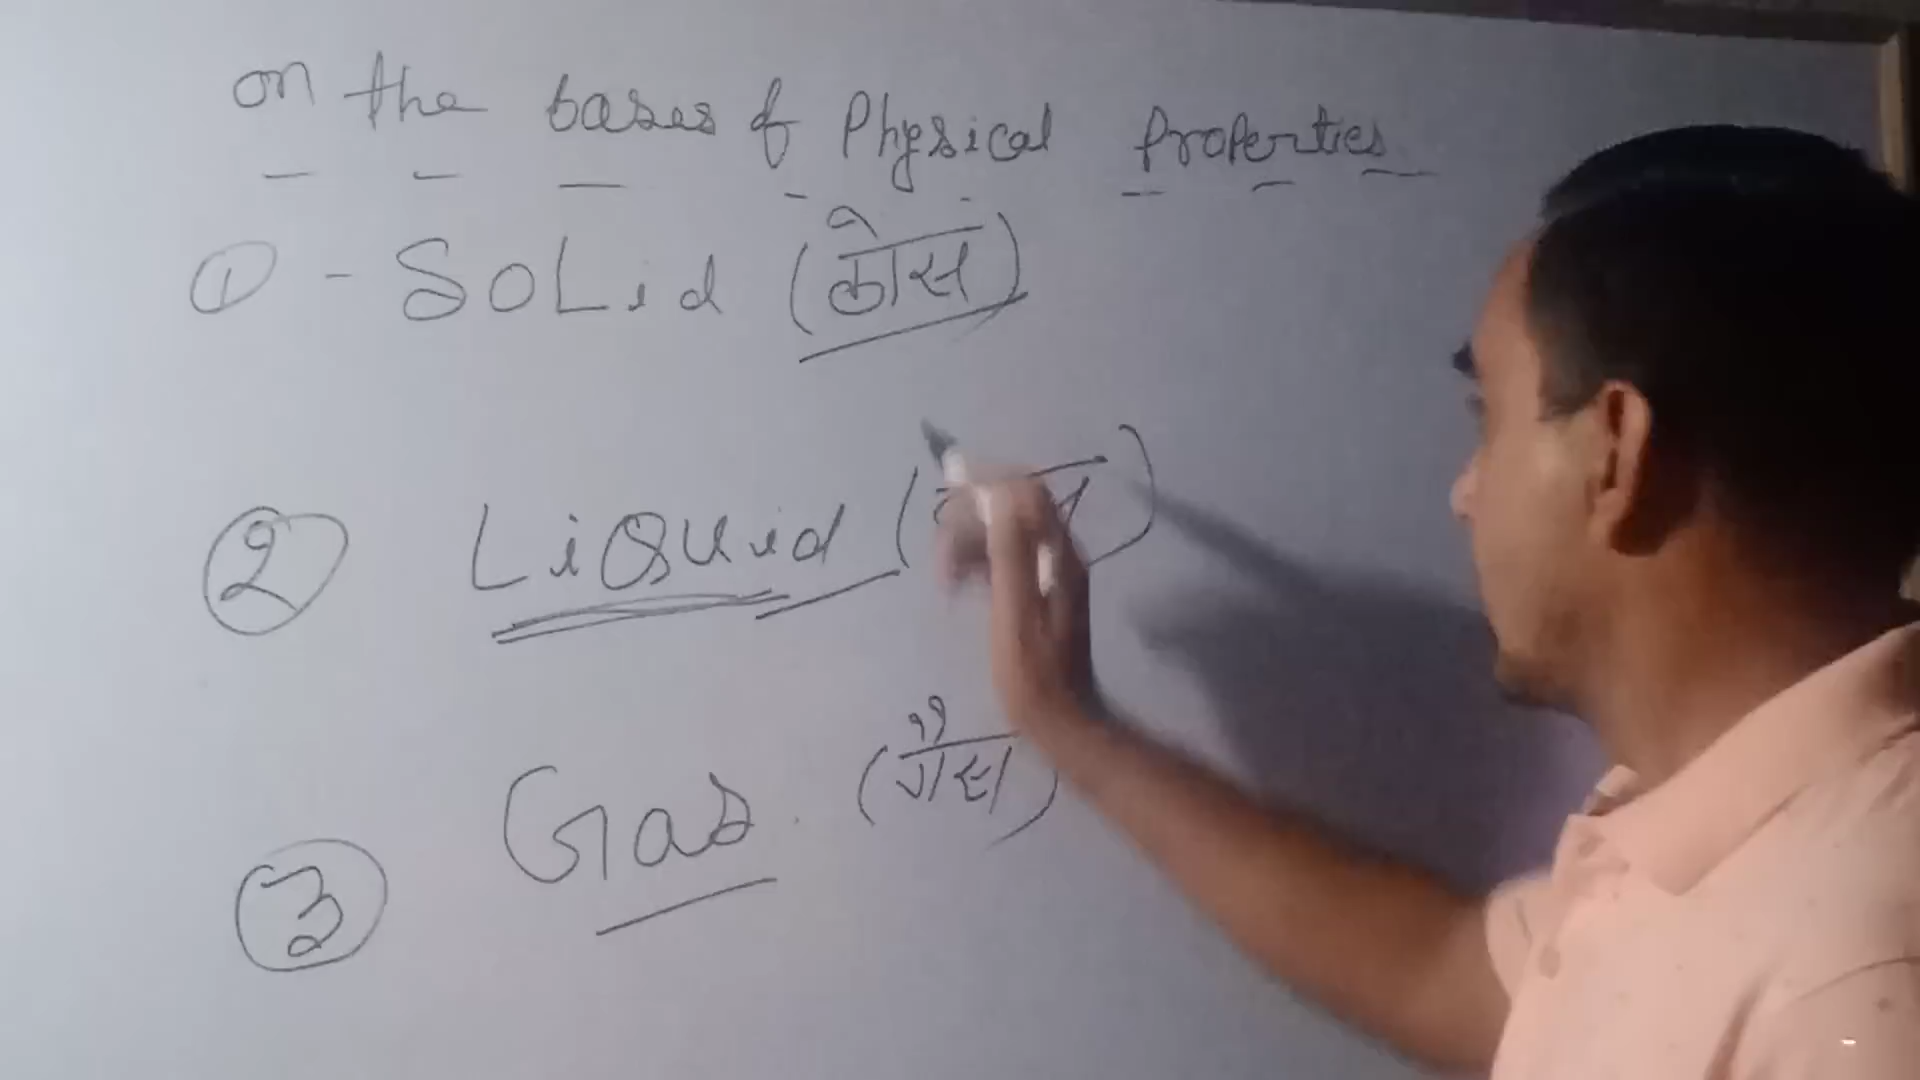 on the bases of Physical Properties
① - SOLid (ठोस)
② LiQuid
③ Gas. (गैस)